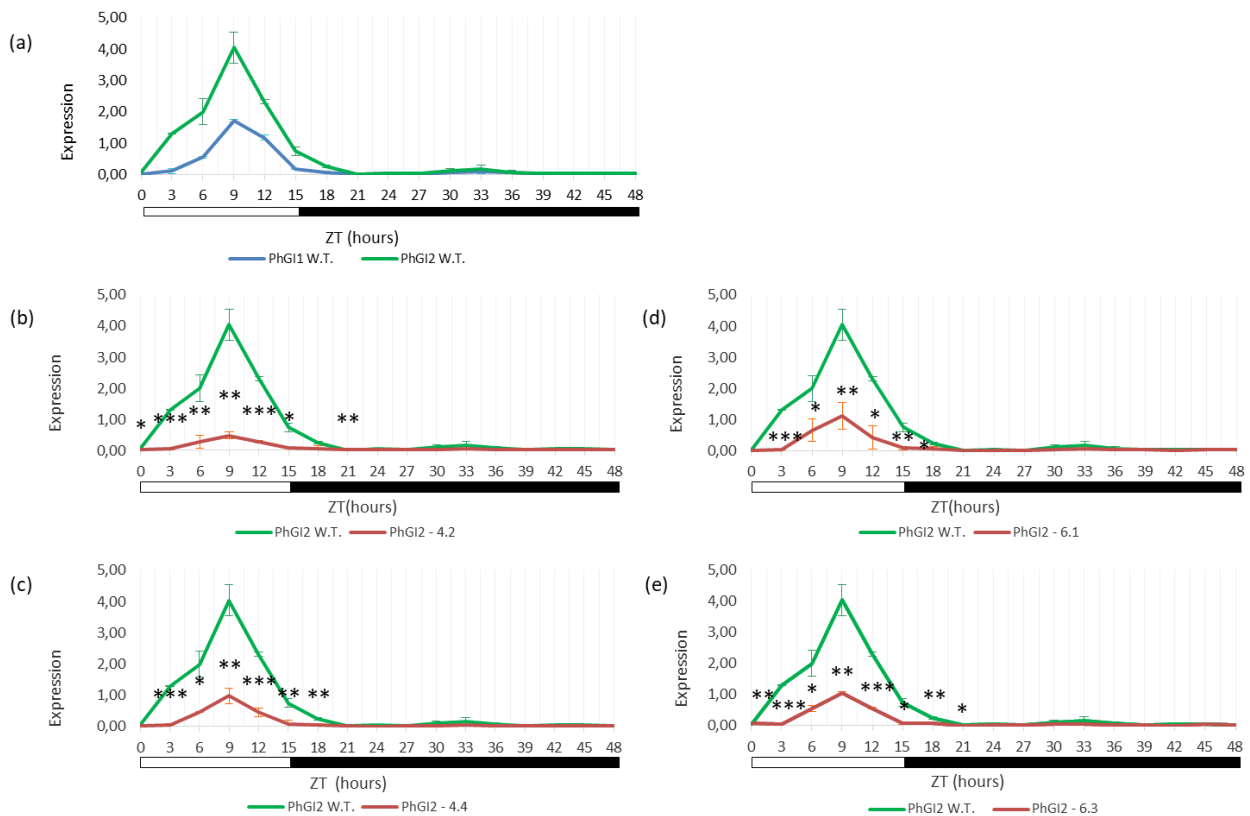 (a)
5,00
4,00
3,00
2,00
1,00
0,00
Expression
0 3 6 9 12 15 18 21 24 27 30 33 36 39 42 45 48
ZT (hours)
PhGI1 W.T. PhGI2 W.T.
(b)
5,00
4,00
3,00
2,00
1,00
0,00
Expression
* *** ** ** *** * **
0 3 6 9 12 15 18 21 24 27 30 33 36 39 42 45 48
ZT(hours)
PhGI2 W.T. PhGI2 - 4.2
(d)
5,00
4,00
3,00
2,00
1,00
0,00
Expression
*** * ** * ** *
0 3 6 9 12 15 18 21 24 27 30 33 36 39 42 45 48
ZT(hours)
PhGI2 W.T. PhGI2 - 6.1
(c)
5,00
4,00
3,00
2,00
1,00
0,00
Expression
*** * ** *** ** **
0 3 6 9 12 15 18 21 24 27 30 33 36 39 42 45 48
ZT (hours)
PhGI2 W.T. PhGI2 - 4.4
(e)
5,00
4,00
3,00
2,00
1,00
0,00
Expression
** *** * ** *** * ** *
0 3 6 9 12 15 18 21 24 27 30 33 36 39 42 45 48
ZT (hours)
PhGI2 W.T. PhGI2 - 6.3